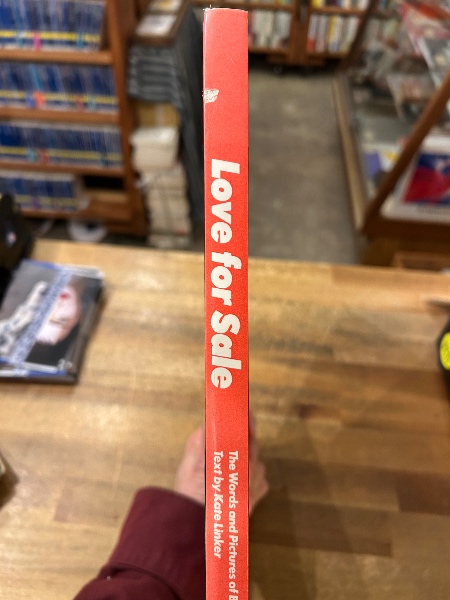 Love for Sale
The Words and Pictures of B
Text by Kate Linker